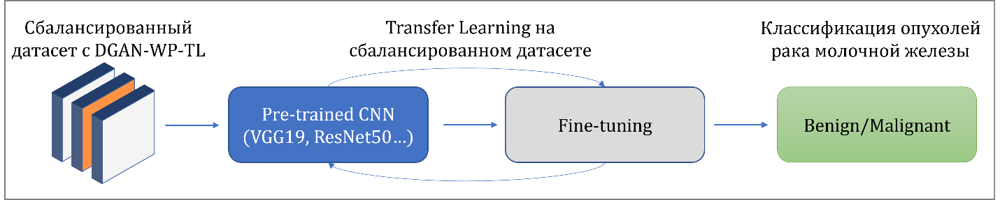 Сбалансированный
датасет с DGAN-WP-TL
Transfer Learning на
сбалансированном датасете
Классификация опухолей
рака молочной железы
Pre-trained CNN
(VGG19, ResNet50…)
Fine-tuning
Benign/Malignant